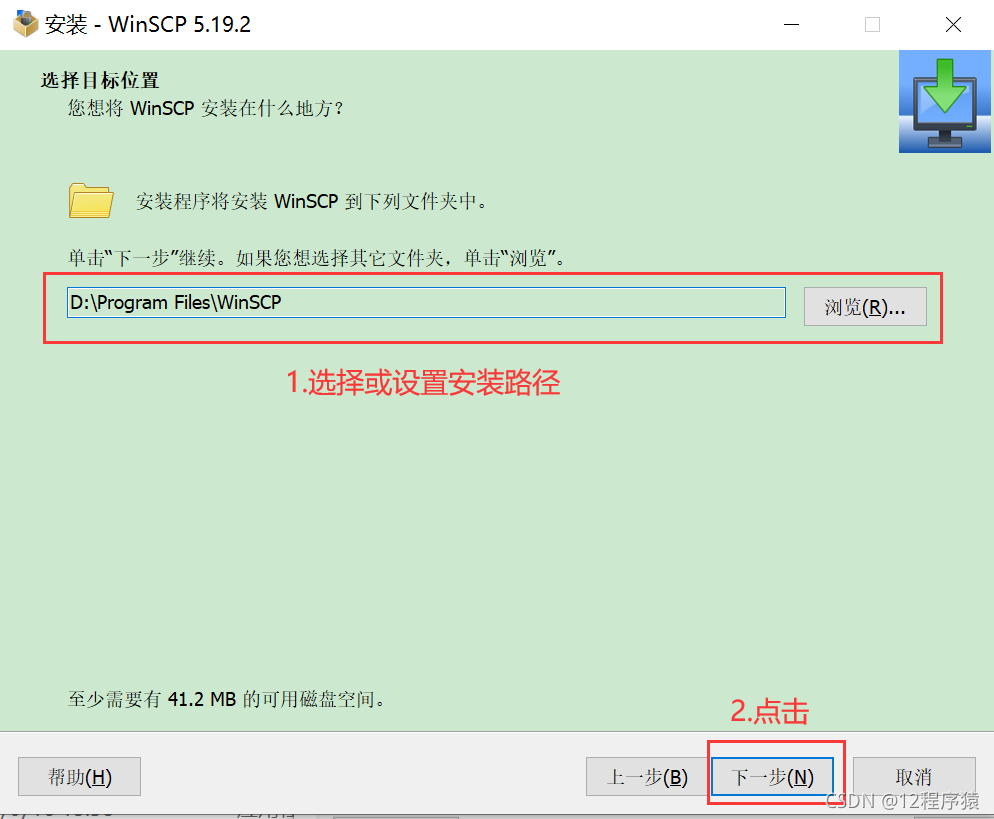 安装 - WinSCP 5.19.2
选择目标位置
您想将 WinSCP 安装在什么地方?
安装程序将安装 WinSCP 到下列文件夹中。
单击“下一步”继续。如果您想选择其它文件夹，单击“浏览”。
D:\Program Files\WinSCP
浏览(R)...
1.选择或设置安装路径
至少需要有 41.2 MB 的可用磁盘空间。
2.点击
帮助(H)
上一步(B)
下一步(N)
取消
CSDN @12程序猿